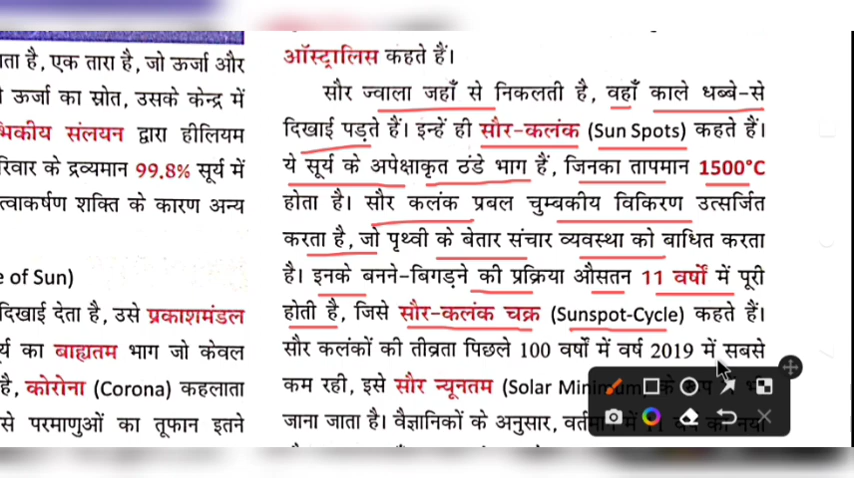 ता है, एक तारा है, जो ऊर्जा और
ऊर्जा का स्रोत, उसके केन्द्र में
भिकीय संलयन द्वारा हीलियम
रिवार के द्रव्यमान 99.8% सूर्य में
त्वाकर्षण शक्ति के कारण अन्य
e of Sun)
दिखाई देता है, उसे प्रकाशमंडल
र्य का बाह्यतम भाग जो केवल
है, कोरोना (Corona) कहलाता
से परमाणुओं का तूफान इतने
ऑस्ट्रालिस कहते हैं।
सौर ज्वाला जहाँ से निकलती है, वहाँ काले धब्बे-से
दिखाई पड़ते हैं। इन्हें ही सौर-कलंक (Sun Spots) कहते हैं।
ये सूर्य के अपेक्षाकृत ठंडे भाग हैं, जिनका तापमान 1500°C
होता है। सौर कलंक प्रबल चुम्बकीय विकिरण उत्सर्जित
करता है, जो पृथ्वी के बेतार संचार व्यवस्था को बाधित करता
है। इनके बनने-बिगड़ने की प्रक्रिया औसतन 11 वर्षों में पूरी
होती है, जिसे सौर-कलंक चक्र (Sunspot-Cycle) कहते हैं।
सौर कलंकों की तीव्रता पिछले 100 वर्षों में वर्ष 2019 में सबसे
कम रही, इसे सौर न्यूनतम (Solar Minimum)
जाना जाता है। वैज्ञानिकों के अनुसार,